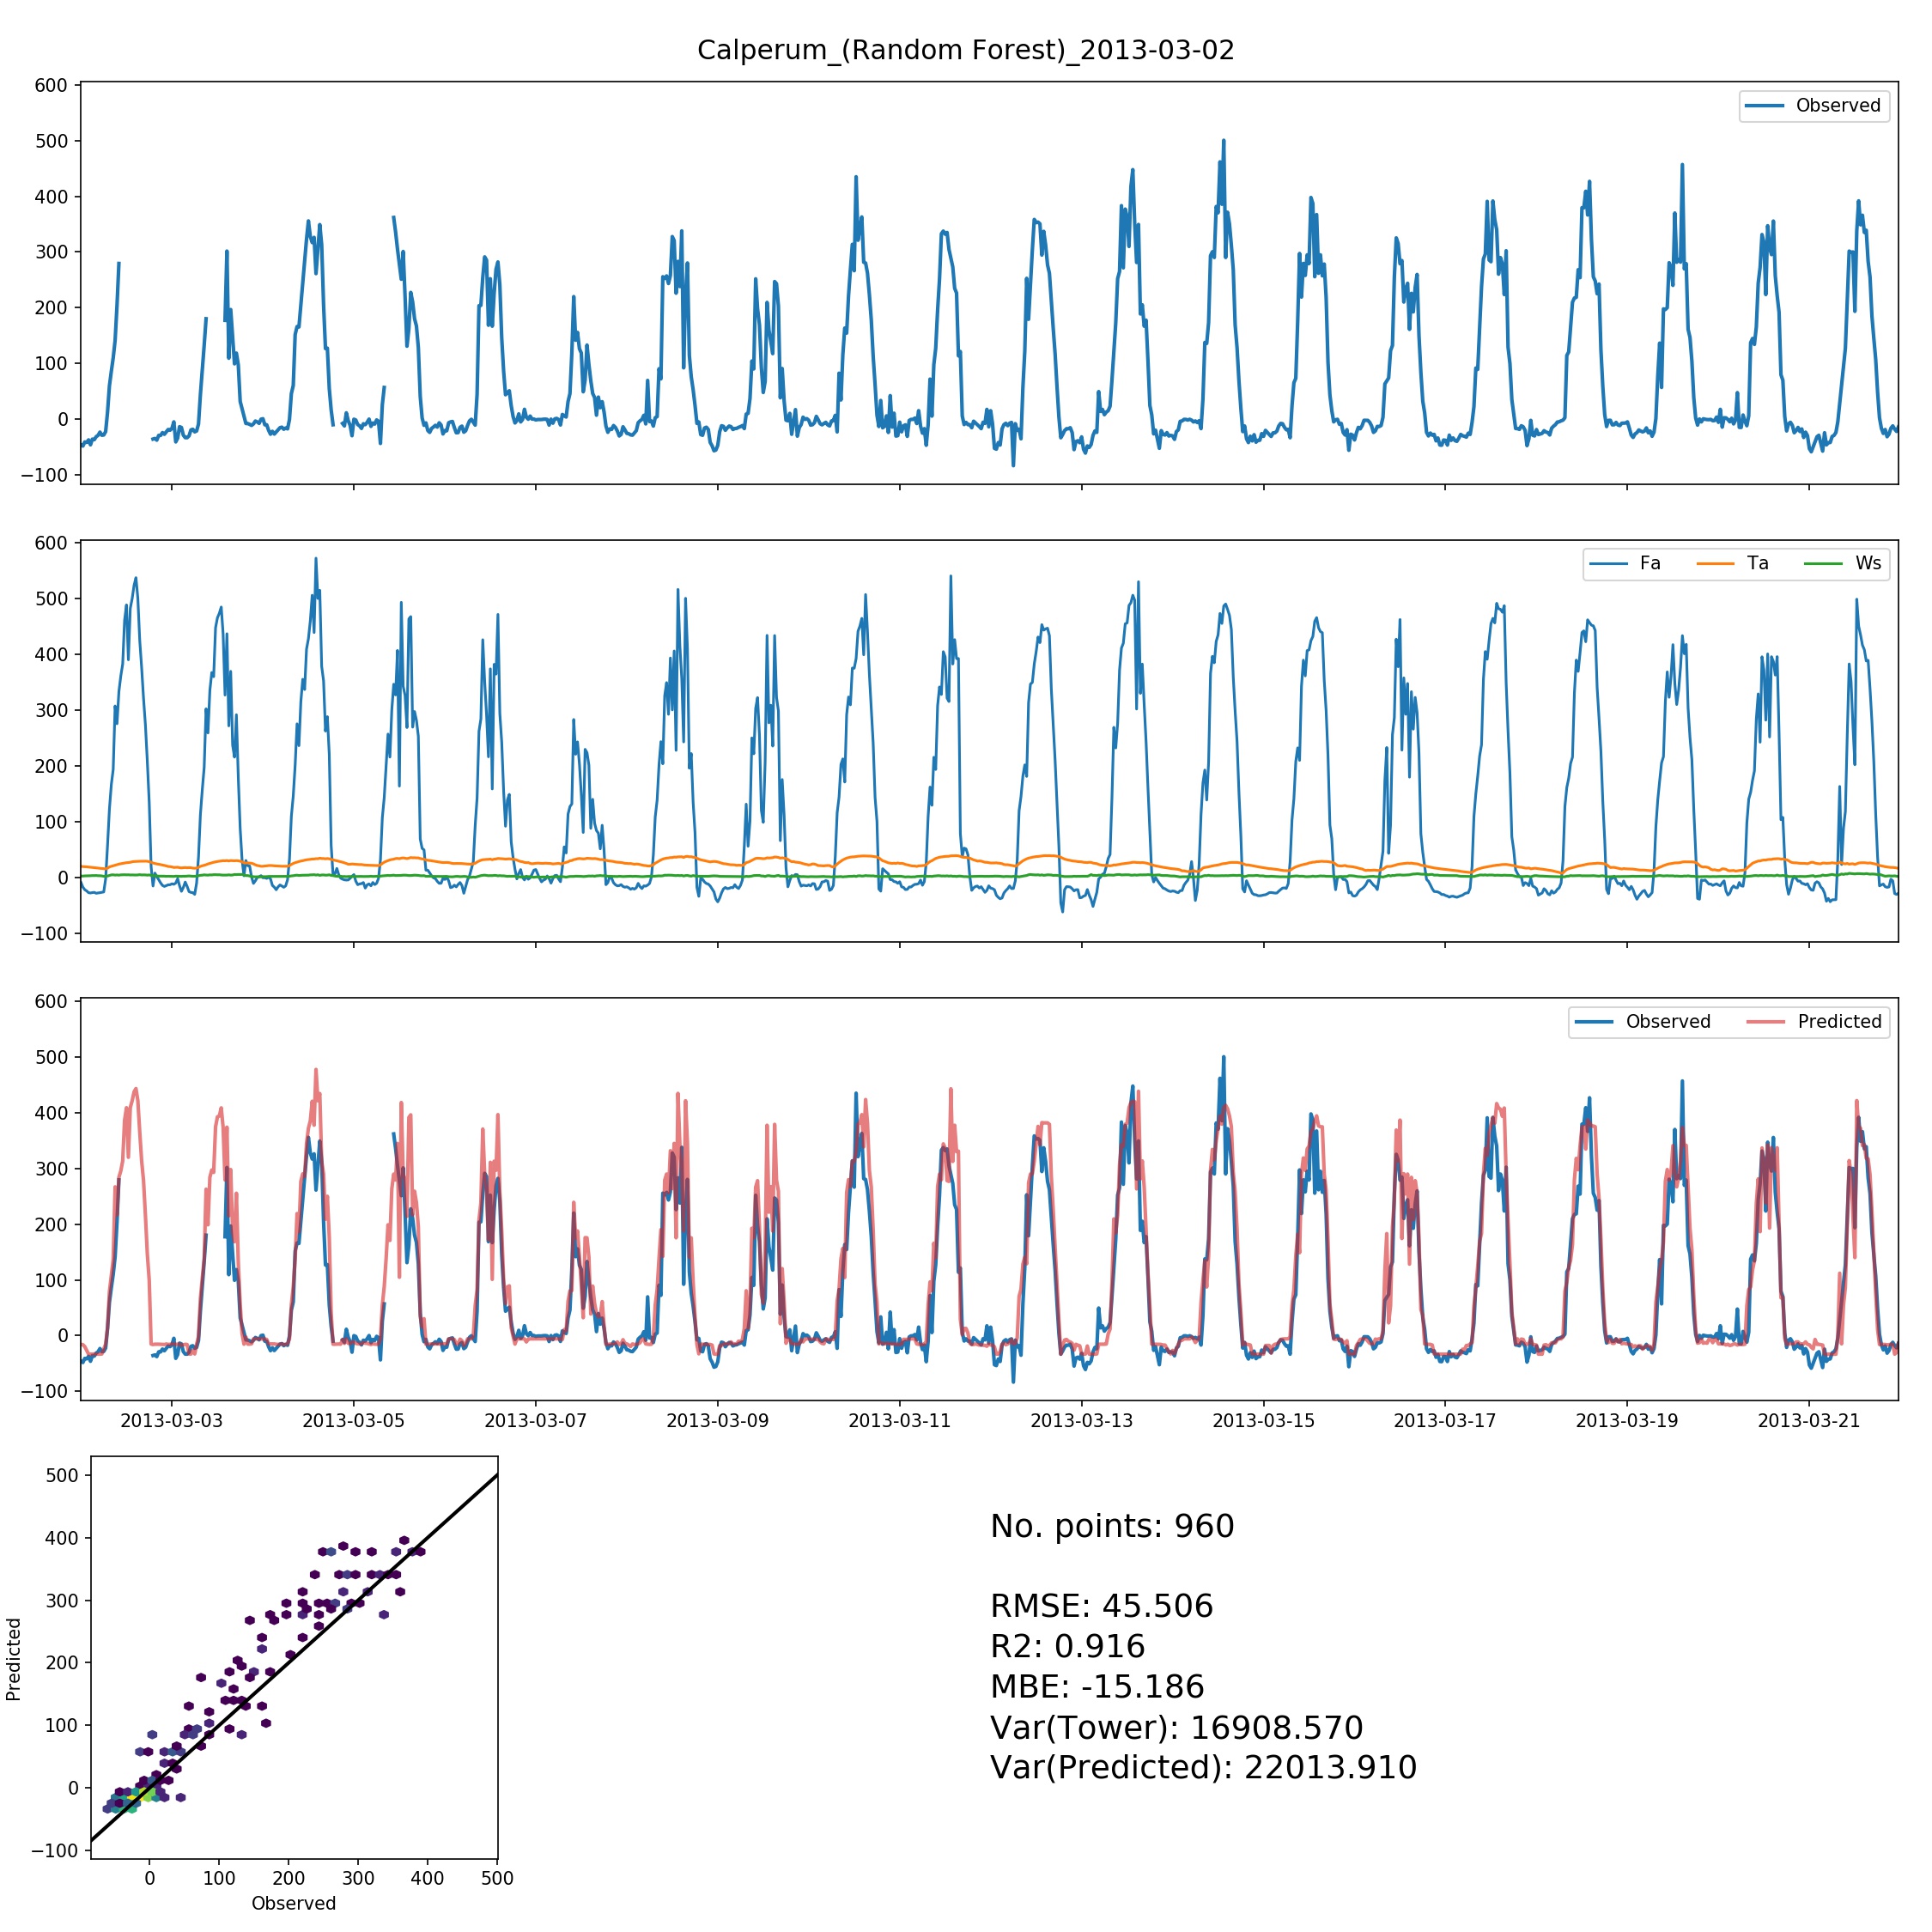 Calperum_(Random Forest)_2013-03-02
600
500
400
300
200
100
0
−100
Observed
600
500
400
300
200
100
0
−100
Fa Ta Ws
600
500
400
300
200
100
0
−100
Observed Predicted
2013-03-03 2013-03-05 2013-03-07 2013-03-09 2013-03-11 2013-03-13 2013-03-15 2013-03-17 2013-03-19 2013-03-21
Predicted
500
400
300
200
100
0
−100
0 100 200 300 400 500
Observed
No. points: 960
RMSE: 45.506
R2: 0.916
MBE: -15.186
Var(Tower): 16908.570
Var(Predicted): 22013.910